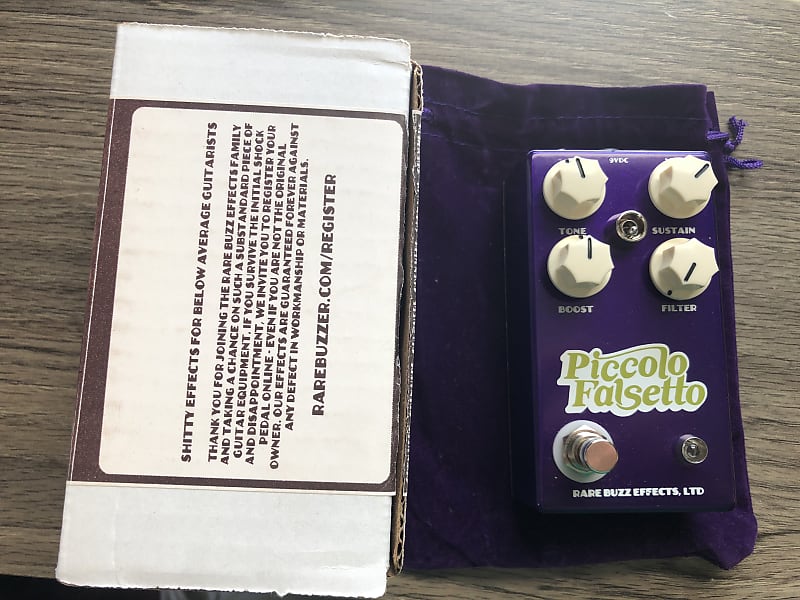 SHITTY EFFECTS FOR BELOW AVERAGE GUITARISTS
THANK YOU FOR JOINING THE RARE BUZZ EFFECTS FAMILY
AND TAKING A CHANCE ON SUCH A SUBSTANDARD PIECE OF
GUITAR EQUIPMENT. IF YOU SURVIVE THE INITIAL SHOCK
AND DISAPPOINTMENT, WE INVITE YOU TO REGISTER YOUR
PEDAL ONLINE - EVEN IF YOU ARE NOT THE ORIGINAL
OWNER. OUR EFFECTS ARE GUARANTEED FOREVER AGAINST
ANY DEFECT IN WORKMANSHIP OR MATERIALS.
RAREBUZZER.COM/REGISTER
9VDC
TONE
SUSTAIN
BOOST
FILTER
Piccolo
Falsetto
RARE BUZZ EFFECTS, LTD